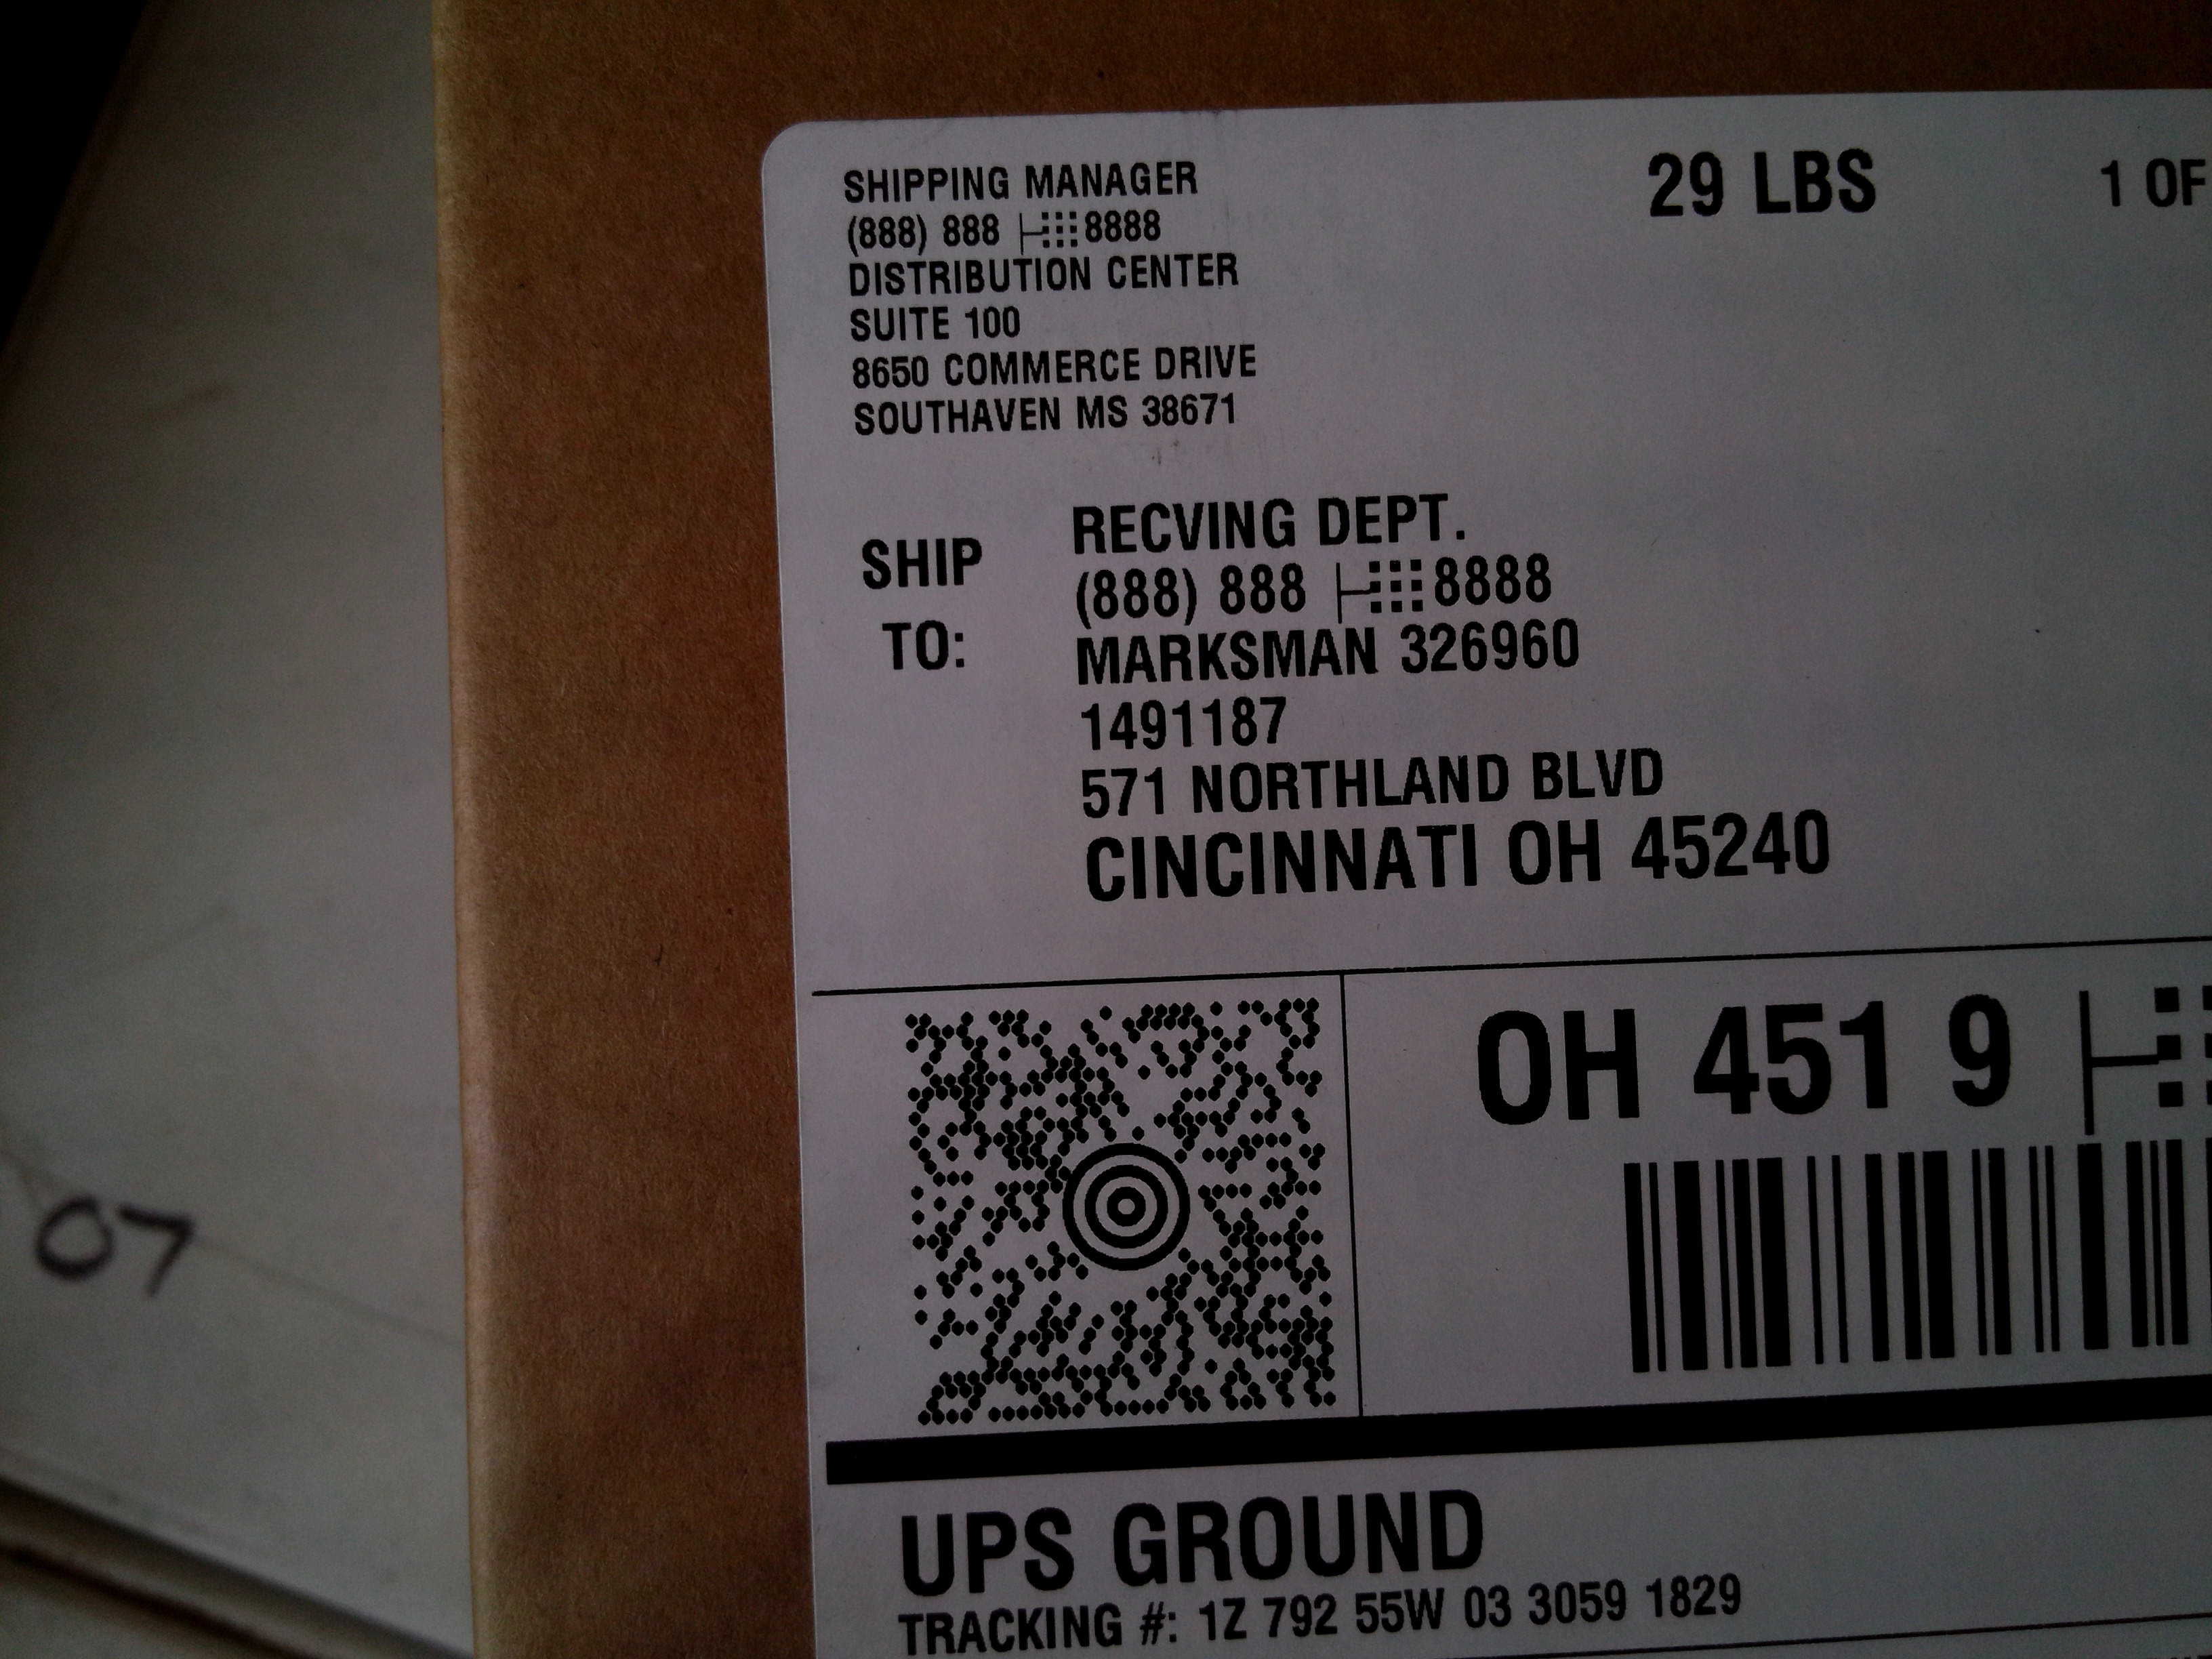 SHIPPING MANAGER
29 LBS
1 OF
(888) 888 8888
DISTRIBUTION CENTER
SUITE 100
8650 COMMERCE DRIVE
SOUTHAVEN MS 38671
SHIP TO:
RECVING DEPT.
(888) 888 8888
MARKSMAN 326960
1491187
571 NORTHLAND BLVD
CINCINNATI OH 45240
OH 451 9
07
UPS GROUND
TRACKING #: 1Z 792 55W 03 3059 1829